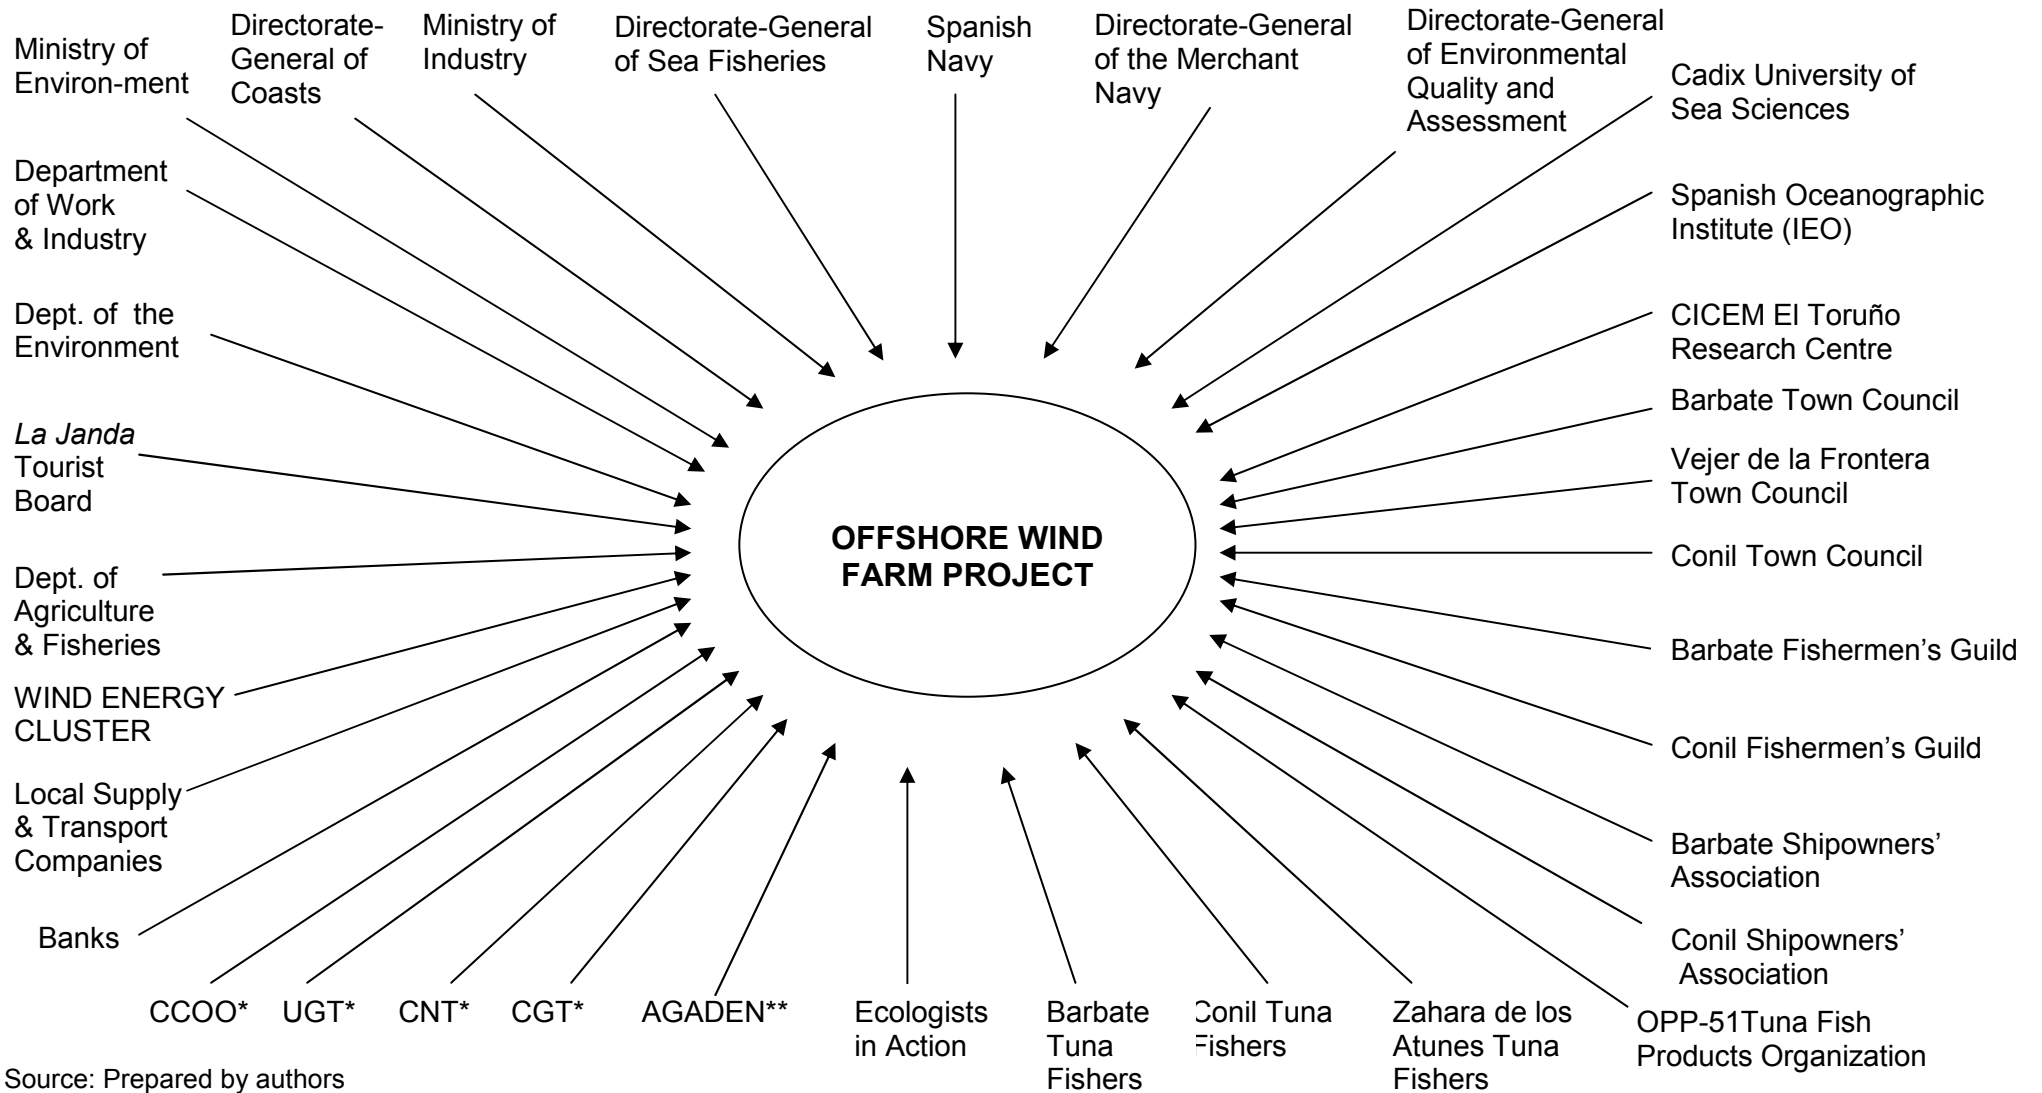 Ministry of
Environ-ment
Directorate-
General of
Coasts
Ministry of
Industry
Directorate-General
of Sea Fisheries
Spanish
Navy
Directorate-General
of the Merchant
Navy
Directorate-General
of Environmental
Quality and
Assessment
Cadix University of
Sea Sciences
Department
of Work
& Industry
Spanish Oceanographic
Institute (IEO)
Dept. of the
Environment
CICEM El Toruño
Research Centre
Barbate Town Council
La Janda
Tourist
Board
Vejer de la Frontera
Town Council
OFFSHORE WIND
FARM PROJECT
Conil Town Council
Dept. of
Agriculture
& Fisheries
Barbate Fishermen’s Guild
WIND ENERGY
CLUSTER
Conil Fishermen’s Guild
Local Supply
& Transport
Companies
Barbate Shipowners’
Association
Banks
Conil Shipowners’
Association
CCOO*
UGT*
CNT*
CGT*
AGADEN**
Ecologists
in Action
Barbate
Tuna
Fishers
Conil Tuna
Fishers
Zahara de los
Atunes Tuna
Fishers
OPP-51Tuna Fish
Products Organization
Source: Prepared by authors